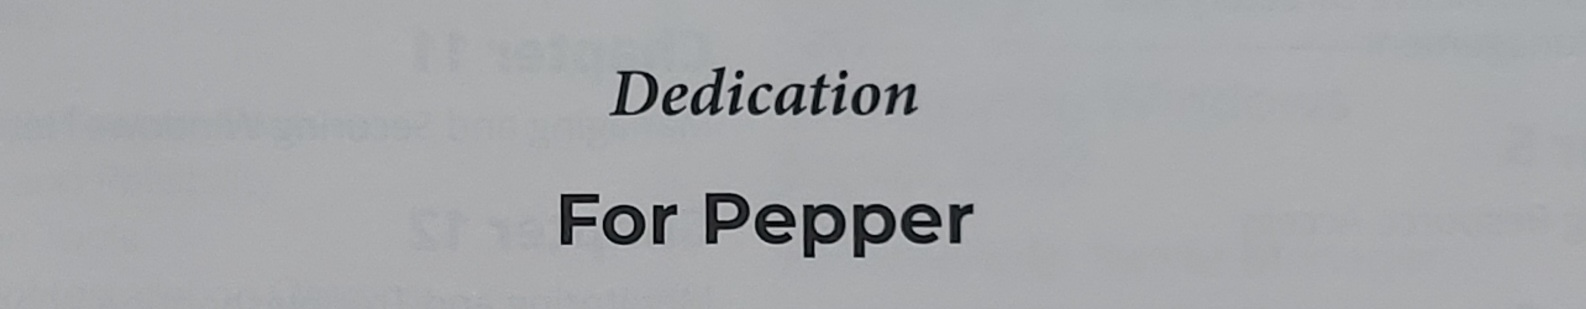 Dedication
For Pepper